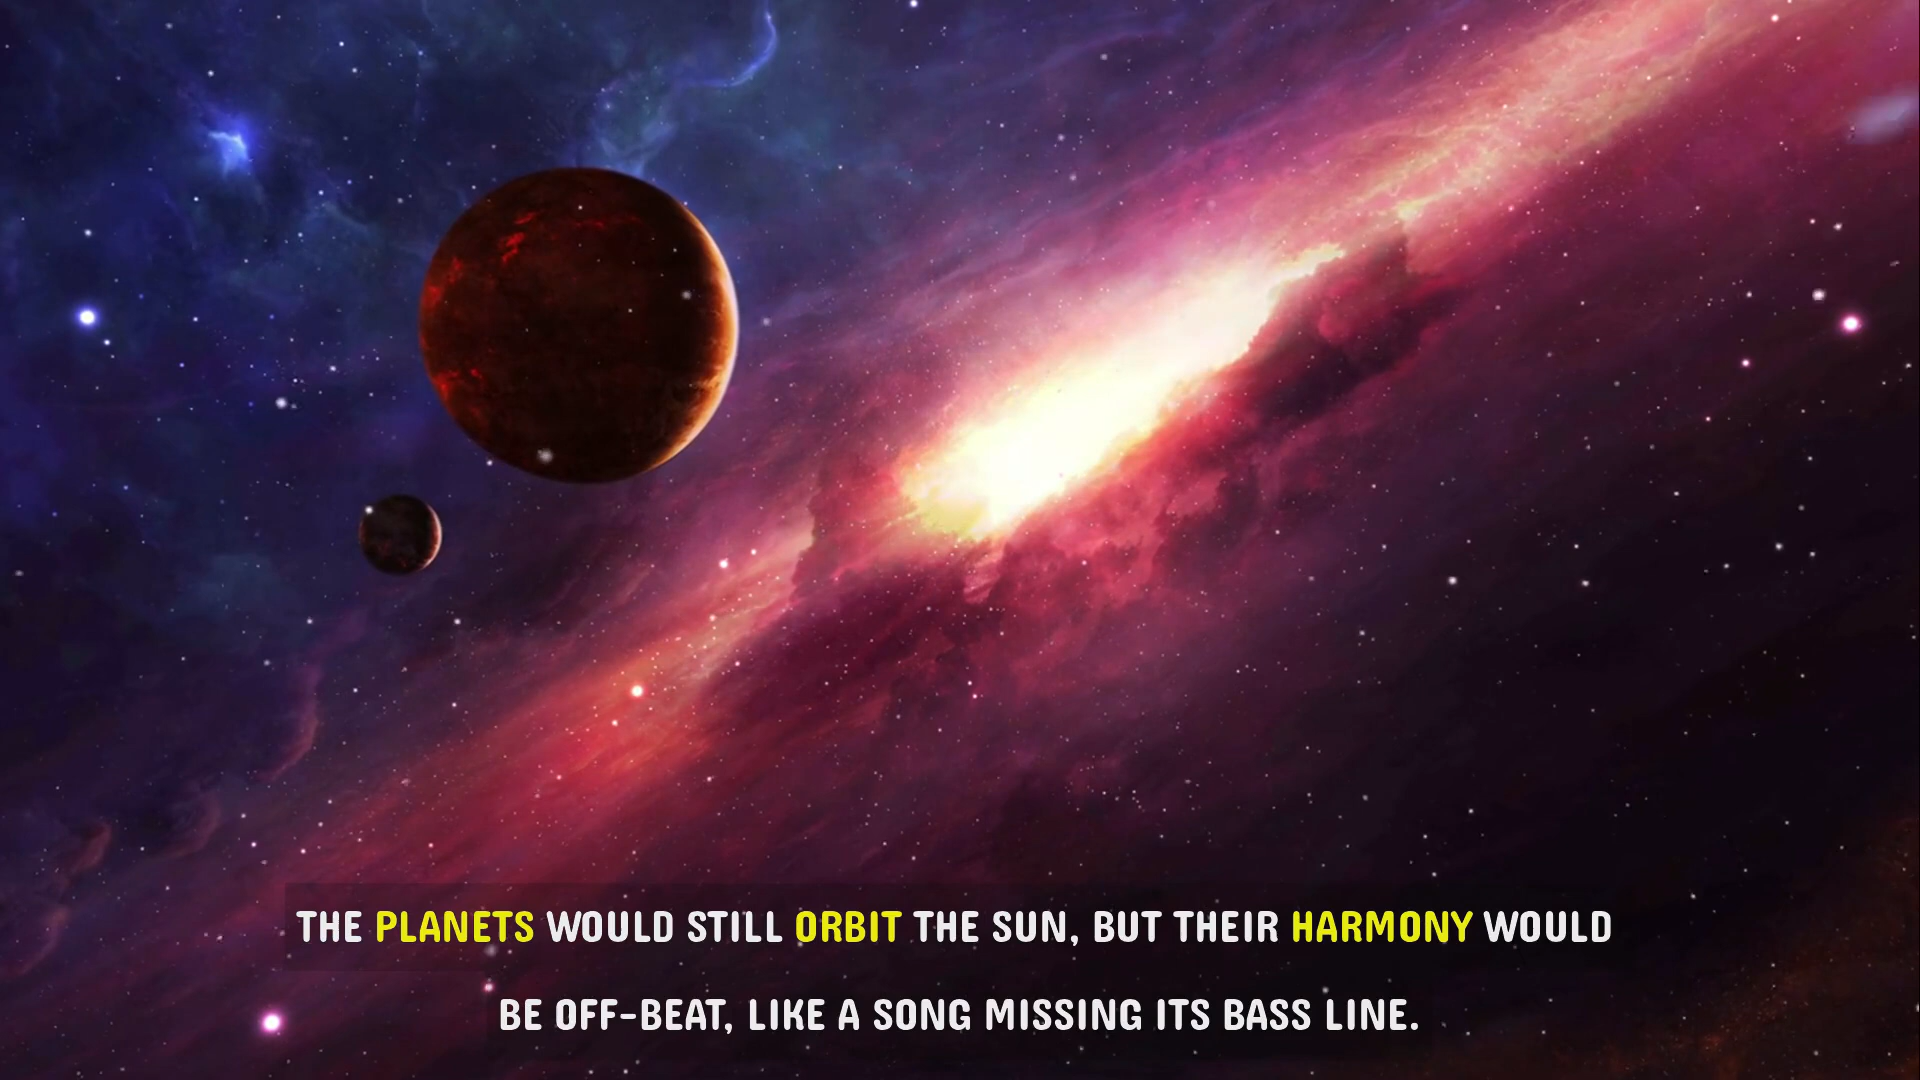 THE PLANETS WOULD STILL ORBIT THE SUN, BUT THEIR HARMONY WOULD
BE OFF-BEAT, LIKE A SONG MISSING ITS BASS LINE.